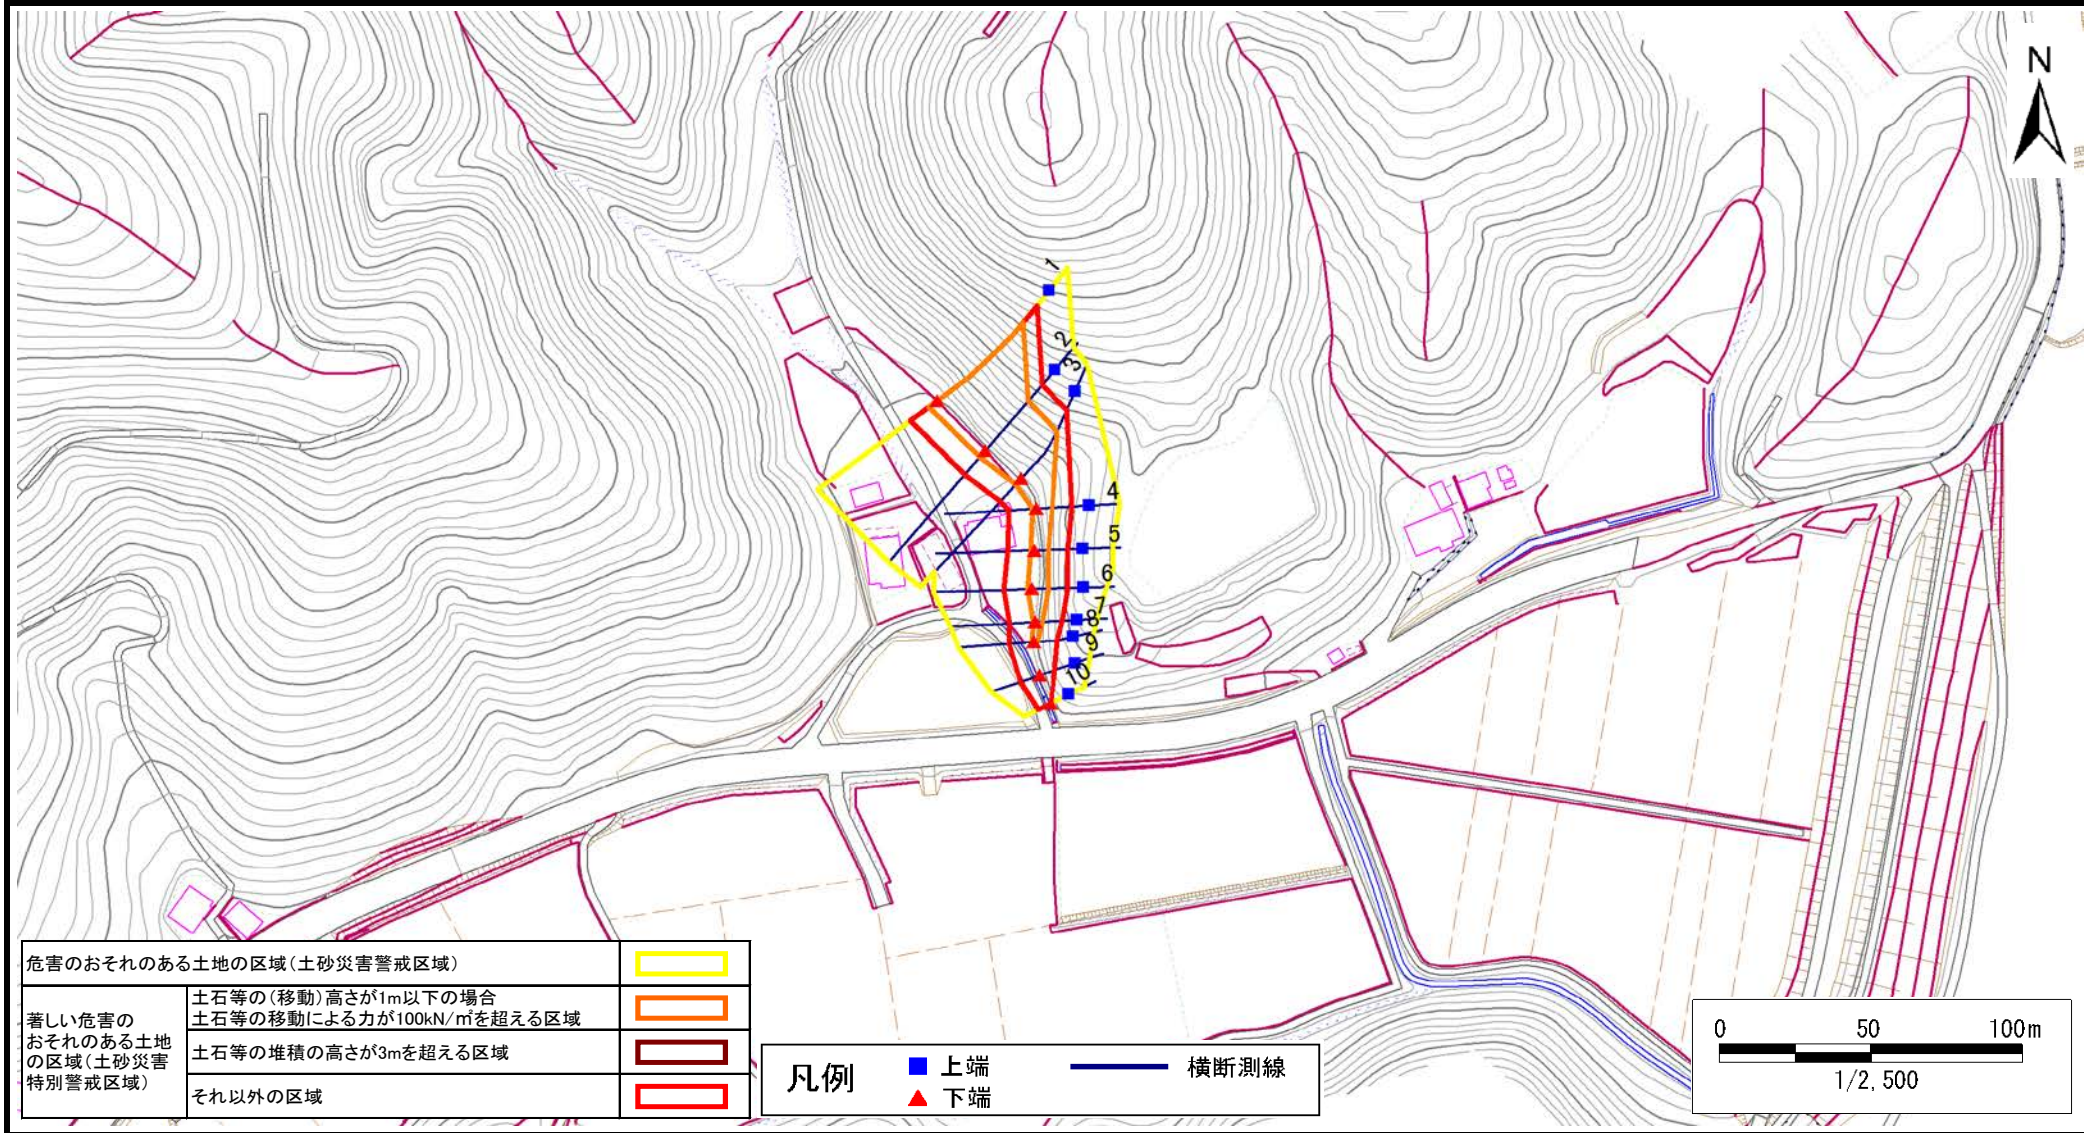 N
1
2
3
4
5
6
7
8
9
10
危害のおそれのある土地の区域(土砂災害警戒区域)
著しい危害の
おそれのある土地
の区域(土砂災害
特別警戒区域)
土石等の(移動)高さが1m以下の場合
土石等の移動による力が100kN/㎡を超える区域
土石等の堆積の高さが3mを超える区域
それ以外の区域
凡例
上端
下端
横断測線
0 50 100m
1/2,500